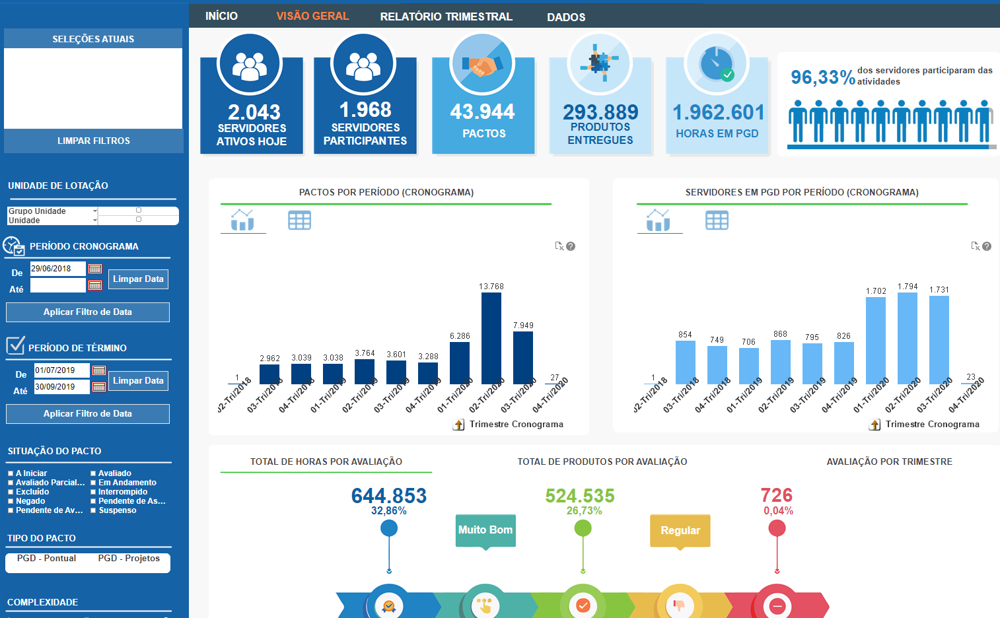 INÍCIO
VISÃO GERAL
RELATÓRIO TRIMESTRAL
DADOS
SELEÇÕES ATUAIS
LIMPAR FILTROS
UNIDADE DE LOTAÇÃO
Grupo Unidade
Unidade
PERÍODO CRONOGRAMA
De
29/06/2018
Até
Limpar Data
Aplicar Filtro de Data
PERÍODO DE TÉRMINO
De
01/07/2019
Até
30/09/2019
Limpar Data
Aplicar Filtro de Data
SITUAÇÃO DO PACTO
A Iniciar
Avaliado
Avaliado Parcial...
Em Andamento
Excluído
Interrompido
Negado
Pendente de As...
Pendente de Av...
Suspenso
TIPO DO PACTO
PGD - Pontual
PGD - Projetos
COMPLEXIDADE
2.043
SERVIDORES
ATIVOS HOJE
1.968
SERVIDORES
PARTICIPANTES
43.944
PACTOS
293.889
PRODUTOS
ENTREGUES
1.962.601
HORAS EM PGD
96,33%
dos servidores participaram das
atividades
PACTOS POR PERÍODO (CRONOGRAMA)
1
2.962
3.039
3.038
3.764
3.601
3.288
6.286
13.768
7.949
27
02-Tri/2018
03-Tri/2018
04-Tri/2018
01-Tri/2019
02-Tri/2019
03-Tri/2019
04-Tri/2019
01-Tri/2020
02-Tri/2020
03-Tri/2020
04-Tri/2020
Trimestre Cronograma
SERVIDORES EM PGD POR PERÍODO (CRONOGRAMA)
1
854
749
706
868
795
826
1.702
1.794
1.731
23
02-Tri/2018
03-Tri/2018
04-Tri/2018
01-Tri/2019
02-Tri/2019
03-Tri/2019
04-Tri/2019
01-Tri/2020
02-Tri/2020
03-Tri/2020
04-Tri/2020
Trimestre Cronograma
TOTAL DE HORAS POR AVALIAÇÃO
TOTAL DE PRODUTOS POR AVALIAÇÃO
AVALIAÇÃO POR TRIMESTRE
644.853
32,86%
Muito Bom
524.535
26,73%
Regular
726
0,04%